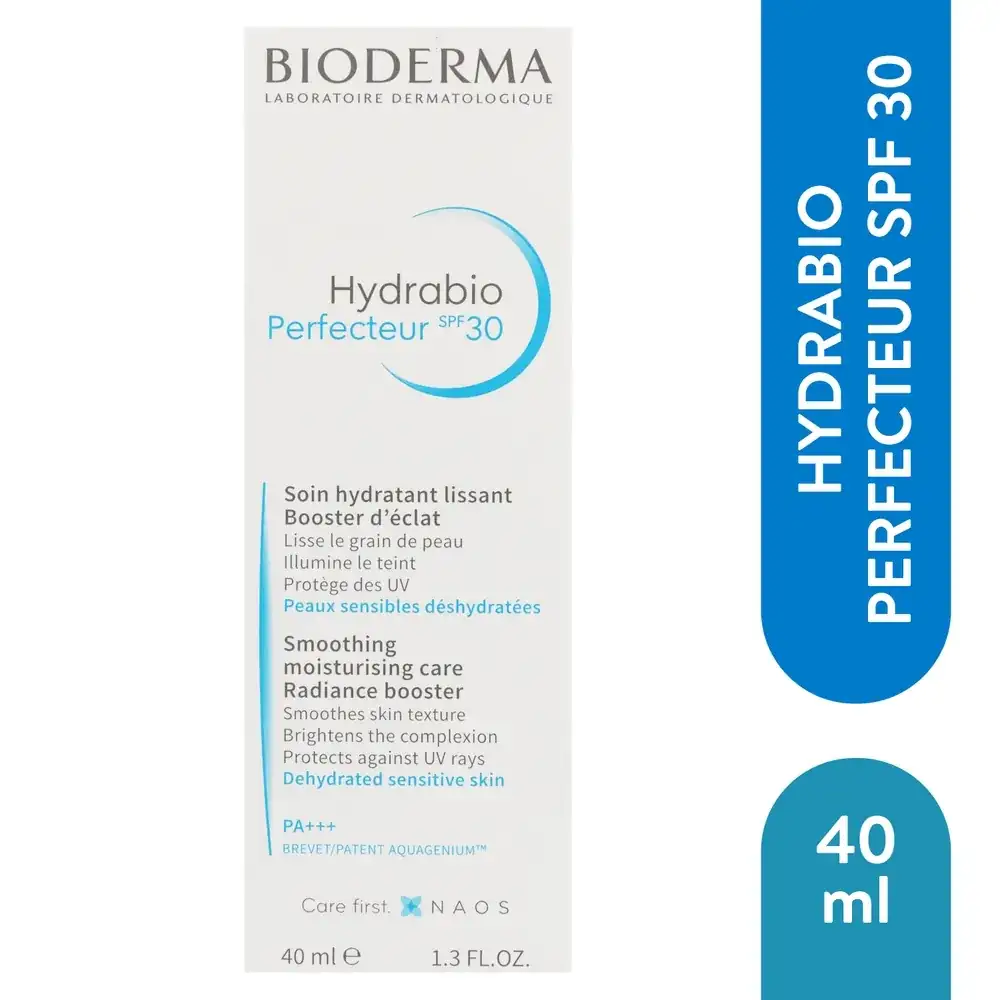 BIODERMA
LABORATOIRE DERMATOLOGIQUE
Hydrabio
Perfecteur SPF30
Soin hydratant lissant
Booster d'éclat
Lisse le grain de peau
Illumine le teint
Protège des UV
Peaux sensibles déshydratées
Smoothing
moisturising care
Radiance booster
Smoothes skin texture
Brightens the complexion
Protects against UV rays
Dehydrated sensitive skin
PA+++
BREVET/PATENT AQUAGENIUM™
Care first. NAOS
40 ml ℮ 1.3 FL.OZ.
HYDRABIO
PERFECTEUR SPF 30
40
ml